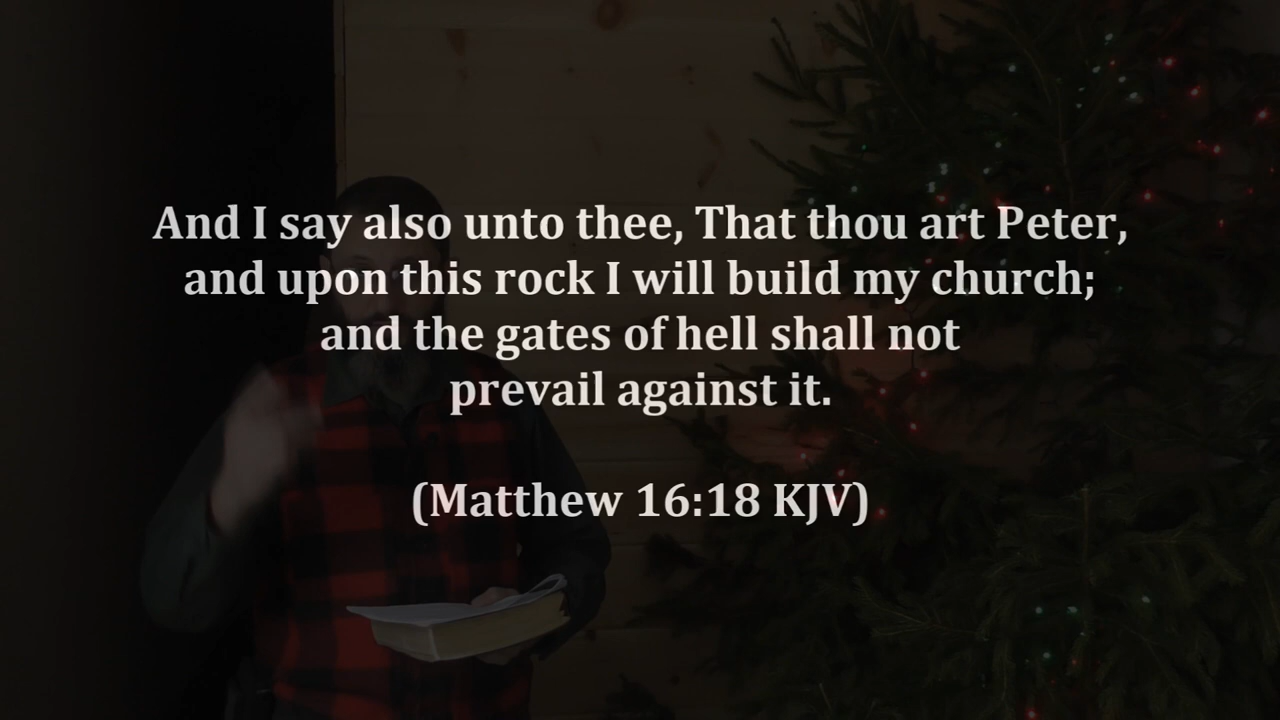 And I say also unto thee, That thou art Peter,
and upon this rock I will build my church;
and the gates of hell shall not
prevail against it.
(Matthew 16:18 KJV)